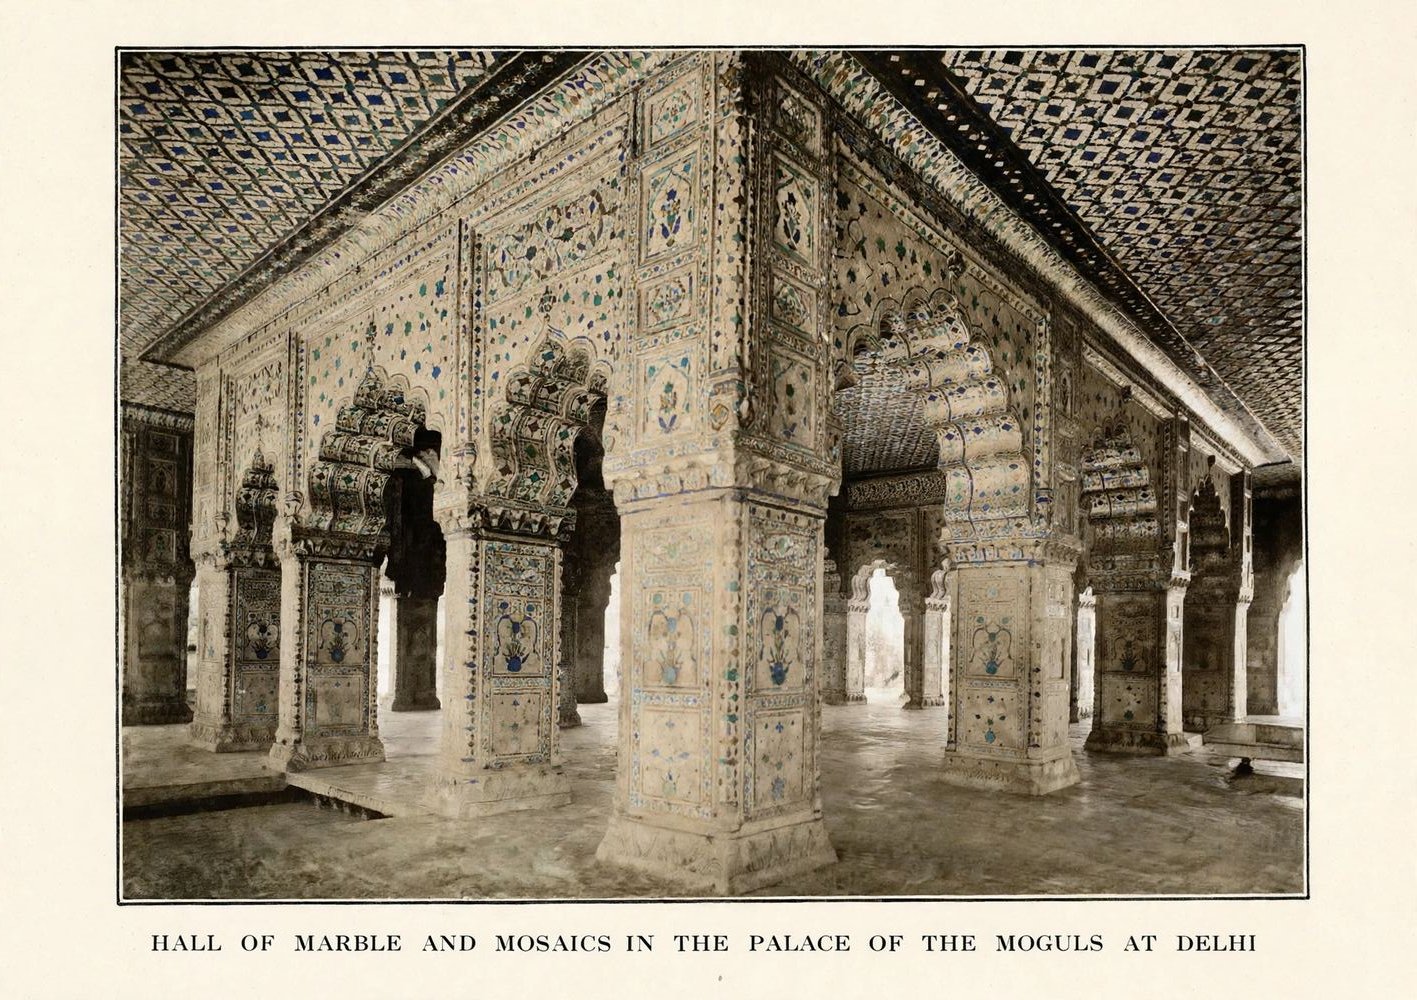 HALL OF MARBLE AND MOSAICS IN THE PALACE OF THE MOGULS AT DELHI